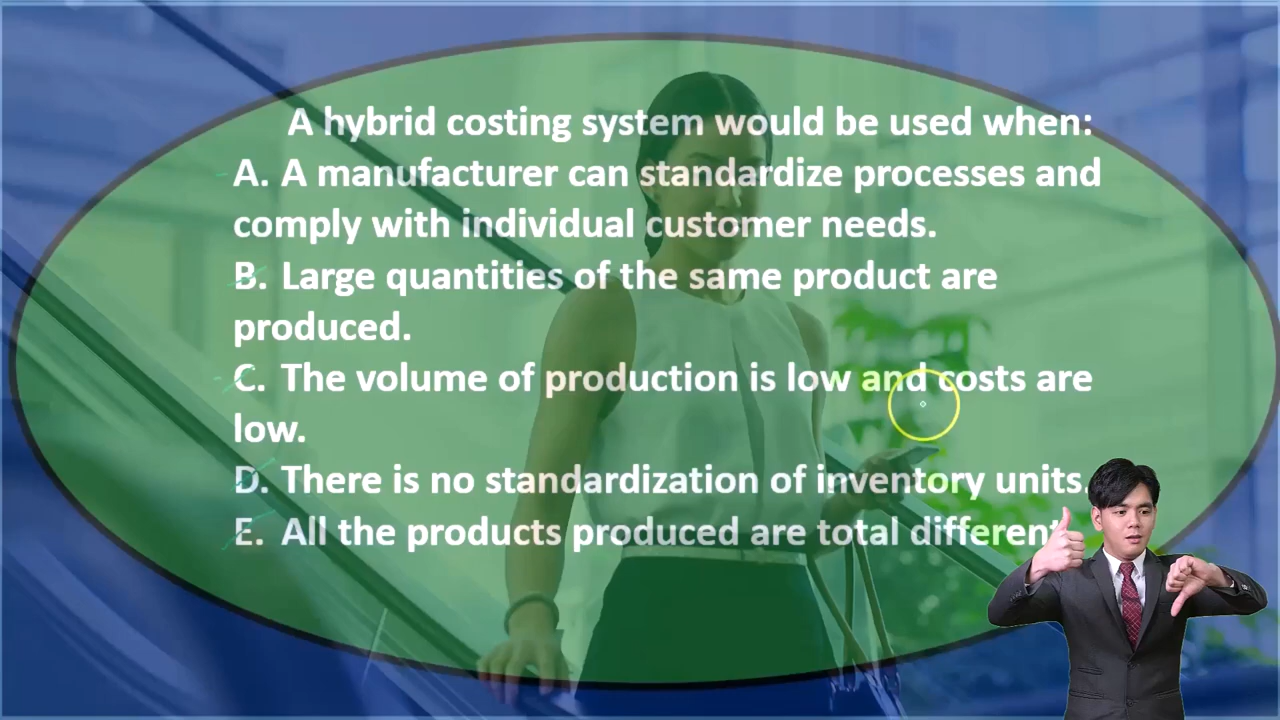 A hybrid costing system would be used when:
A. A manufacturer can standardize processes and
comply with individual customer needs.
B. Large quantities of the same product are
produced.
C. The volume of production is low and costs are
low.
D. There is no standardization of inventory units.
E. All the products produced are total different